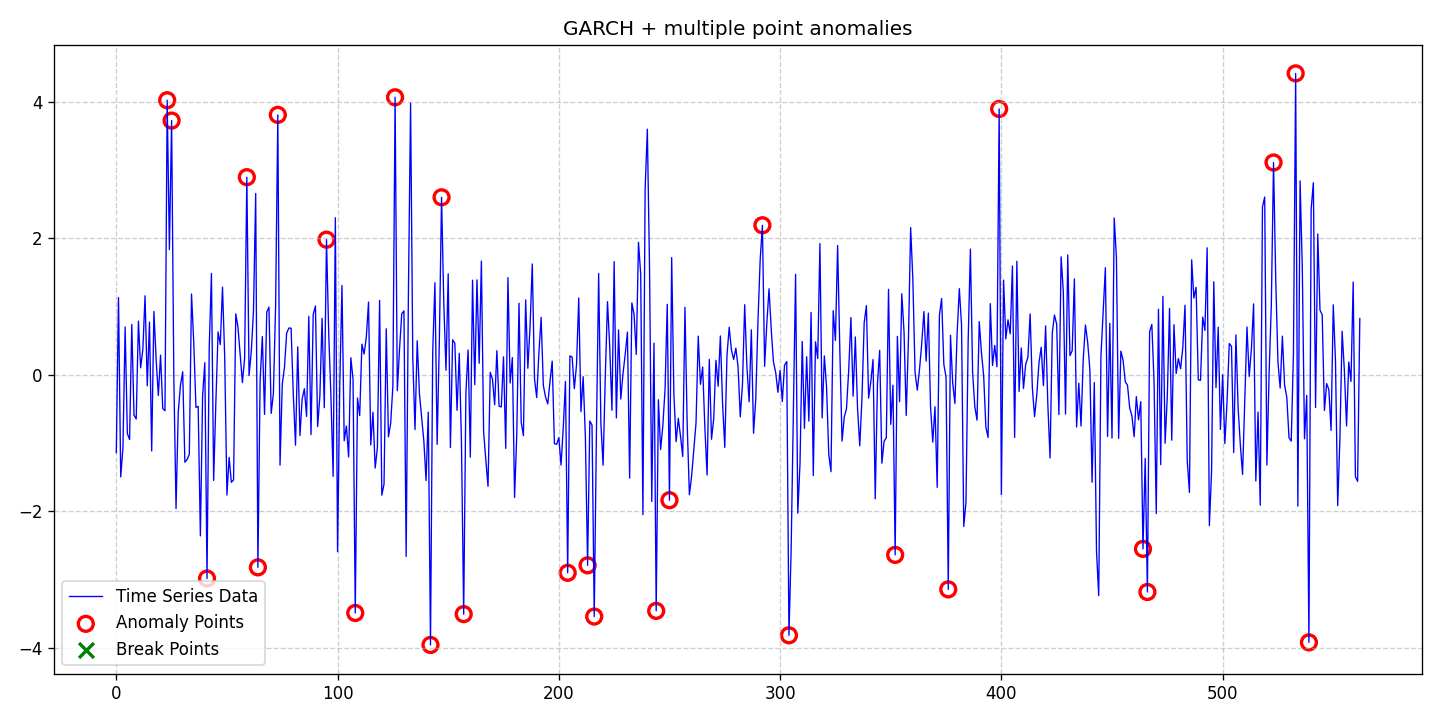 GARCH + multiple point anomalies
4
2
0
−2
−4
Time Series Data
Anomaly Points
Break Points
0 100 200 300 400 500